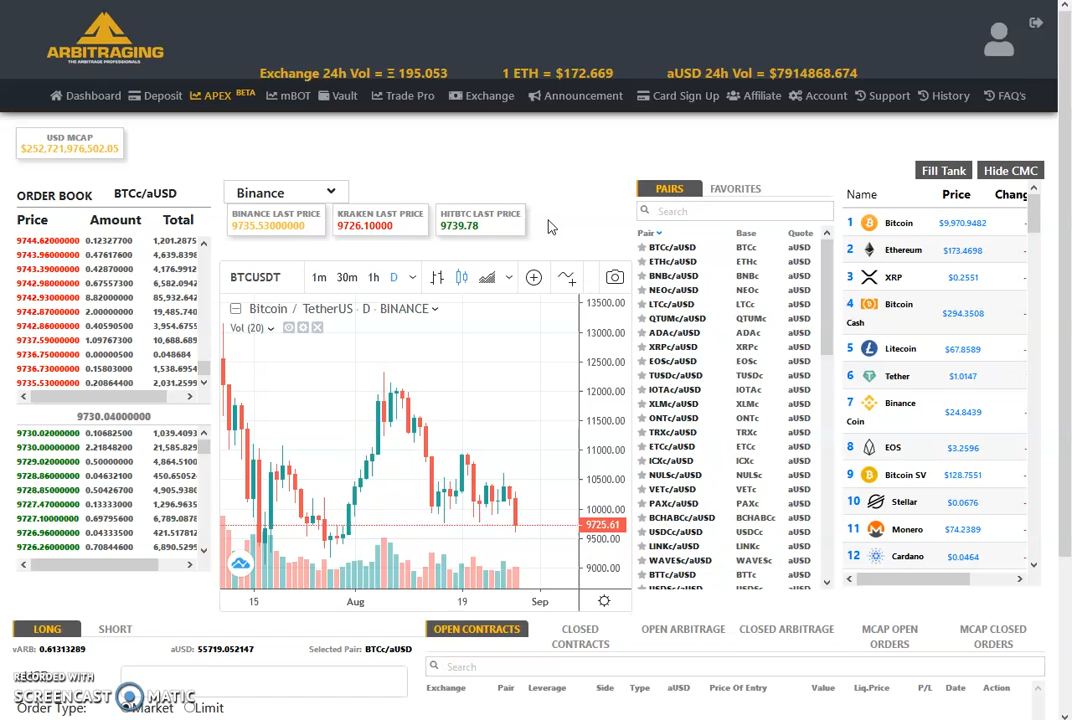 ARBITRAGING
THE ARBITRAGE PROFESSIONALS
Exchange 24h Vol = Ξ 195.053 1 ETH = $172.669 aUSD 24h Vol = $7914868.674
Dashboard Deposit APEX BETA mBOT Vault Trade Pro Exchange Announcement Card Sign Up Affiliate Account Support History FAQ's
USD MCAP
$252,721,976,502.05
Fill Tank Hide CMC
ORDER BOOK BTCc/aUSD
Price Amount Total
9744.62000000 0.12327700 1,201.2875
9743.96000000 0.47617600 4,639.8398
9743.39000000 0.42870000 4,176.9912
9742.98000000 0.67562700 6,582.0942
9742.93000000 8.82000000 85,932.642
9742.87000000 2.00000000 19,485.740
9742.86000000 0.40590500 3,954.6755
9737.59000000 1.09767300 10,688.689
9736.75000000 0.00000500 0.048684
9736.73000000 0.15803000 1,538.6954
9735.53000000 0.20864400 2,031.2599
9730.04000000
9730.02000000 0.10682500 1,039.4093
9730.00000000 2.21848200 21,585.829
9729.02000000 0.50000000 4,864.5100
9728.86000000 0.04632100 450.65052
9728.85000000 0.50426700 4,905.9380
9727.47000000 0.13333000 1,296.9635
9727.10000000 0.69795600 6,789.0878
9726.96000000 0.04333600 421.517812
9726.26000000 0.70844600 6,890.5295
Binance
BINANCE LAST PRICE
9735.53000000
KRAKEN LAST PRICE
9726.10000
HITBTC LAST PRICE
9739.78
BTCUSDT 1m 30m 1h D
Bitcoin / TetherUS · D · BINANCE
Vol (20)
13500.00
13000.00
12500.00
12000.00
11500.00
11000.00
10500.00
10000.00
9725.61
9500.00
9000.00
15 Aug 19 Sep
PAIRS FAVORITES
Search
Pair Base Quote
BTCc/aUSD BTCc aUSD
ETHc/aUSD ETHc aUSD
BNBc/aUSD BNBc aUSD
NEOc/aUSD NEOc aUSD
LTCc/aUSD LTCc aUSD
QTUMc/aUSD QTUMc aUSD
ADAc/aUSD ADAc aUSD
XRPc/aUSD XRPc aUSD
EOSc/aUSD EOSc aUSD
TUSDc/aUSD TUSDc aUSD
IOTAc/aUSD IOTAc aUSD
XLMc/aUSD XLMc aUSD
ONTc/aUSD ONTc aUSD
TRXc/aUSD TRXc aUSD
ETCc/aUSD ETCc aUSD
ICXc/aUSD ICXc aUSD
NULSc/aUSD NULSc aUSD
VETc/aUSD VETc aUSD
PAXc/aUSD PAXc aUSD
BCHABCc/aUSD BCHABCc aUSD
USDCc/aUSD USDCc aUSD
LINKc/aUSD LINKc aUSD
WAVESc/aUSD WAVESc aUSD
BTTc/aUSD BTTc aUSD
USDSc/aUSD USDSc aUSD
Name Price Chang
1 Bitcoin $9,970.9482
2 Ethereum $173.4698
3 XRP $0.2551
4 Bitcoin Cash $294.3508
5 Litecoin $67.8589
6 Tether $1.0147
7 Binance Coin $24.8439
8 EOS $3.2596
9 Bitcoin SV $128.7551
10 Stellar $0.0676
11 Monero $74.2389
12 Cardano $0.0464
LONG SHORT
vARB: 0.61313289 aUSD: 55719.052147 Selected Pair: BTCc/aUSD
RECORDED WITH
SCREENCAST MATIC
Order Type: Market Limit
OPEN CONTRACTS CLOSED CONTRACTS OPEN ARBITRAGE CLOSED ARBITRAGE MCAP OPEN ORDERS MCAP CLOSED ORDERS
Search
Exchange Pair Leverage Side Type aUSD Price Of Entry Value Liq.Price P/L Date Action